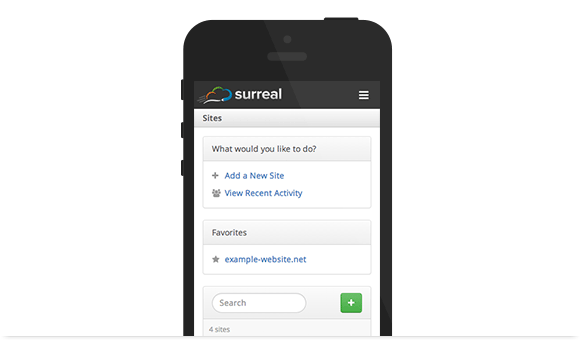 surreal
Sites
What would you like to do?
Add a New Site
View Recent Activity
Favorites
example-website.net
Search
4 sites